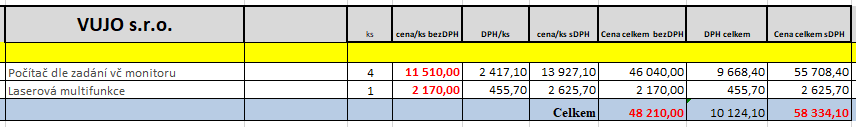 VUJO s.r.o. ks cena/ks bezDPH DPH/ks cena/ks sDPH Cena celkem bezDPH DPH celkem Cena celkem sDPH
Počítač dle zadání vč monitoru 4 11 510,00 2 417,10 13 927,10 46 040,00 9 668,40 55 708,40
Laserová multifunkce 1 2 170,00 455,70 2 625,70 2 170,00 455,70 2 625,70
Celkem 48 210,00 10 124,10 58 334,10